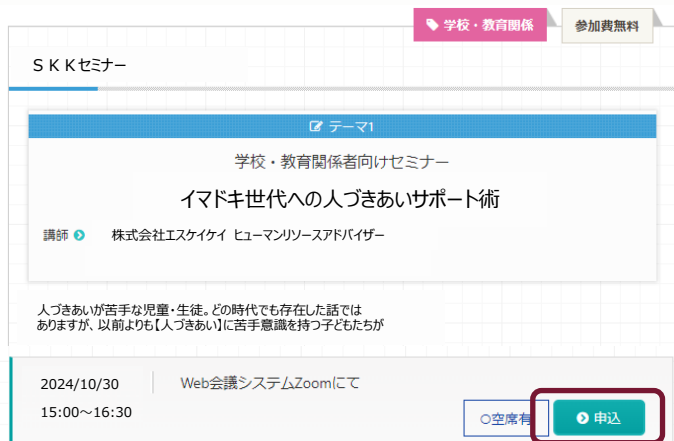 学校・教育関係
参加費無料
ＳＫＫセミナー
テーマ1
学校・教育関係者向けセミナー
イマドキ世代への人づきあいサポート術
講師 株式会社エスケイケイ ヒューマンリソースアドバイザー
人づきあいが苦手な児童・生徒。どの時代でも存在した話では
ありますが、以前よりも【人づきあい】に苦手意識を持つ子どもたちが
2024/10/30 Web会議システムZoomにて
15:00～16:30
○空席有
申込